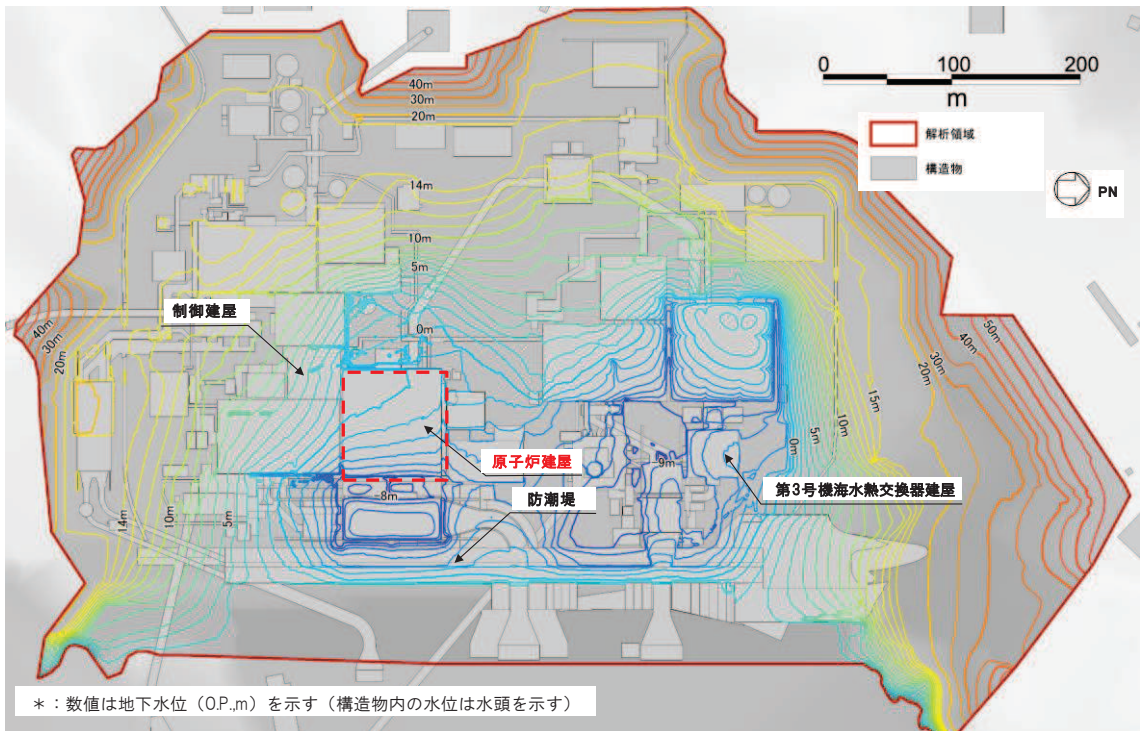 0 100 200
m
解析領域
構造物
PN
40m
30m
20m
14m
10m
5m
0m
制御建屋
40m
30m
20m
原子炉建屋
-8m
防潮堤
-9m
第3号機海水熱交換器建屋
14m
10m
5m
0m
5m
10m
15m
20m
30m
40m
50m
＊：数値は地下水位（O.P.,m）を示す（構造物内の水位は水頭を示す）